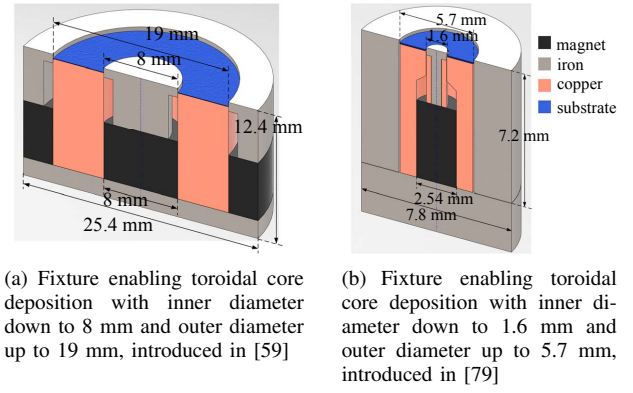 19 mm
8 mm
12.4 mm
8 mm
25.4 mm
5.7 mm
1.6 mm
7.2 mm
2.54 mm
7.8 mm
magnet
iron
copper
substrate
(a) Fixture enabling toroidal core
deposition with inner diameter
down to 8 mm and outer diameter
up to 19 mm, introduced in [59]
(b) Fixture enabling toroidal
core deposition with inner di-
ameter down to 1.6 mm and
outer diameter up to 5.7 mm,
introduced in [79]